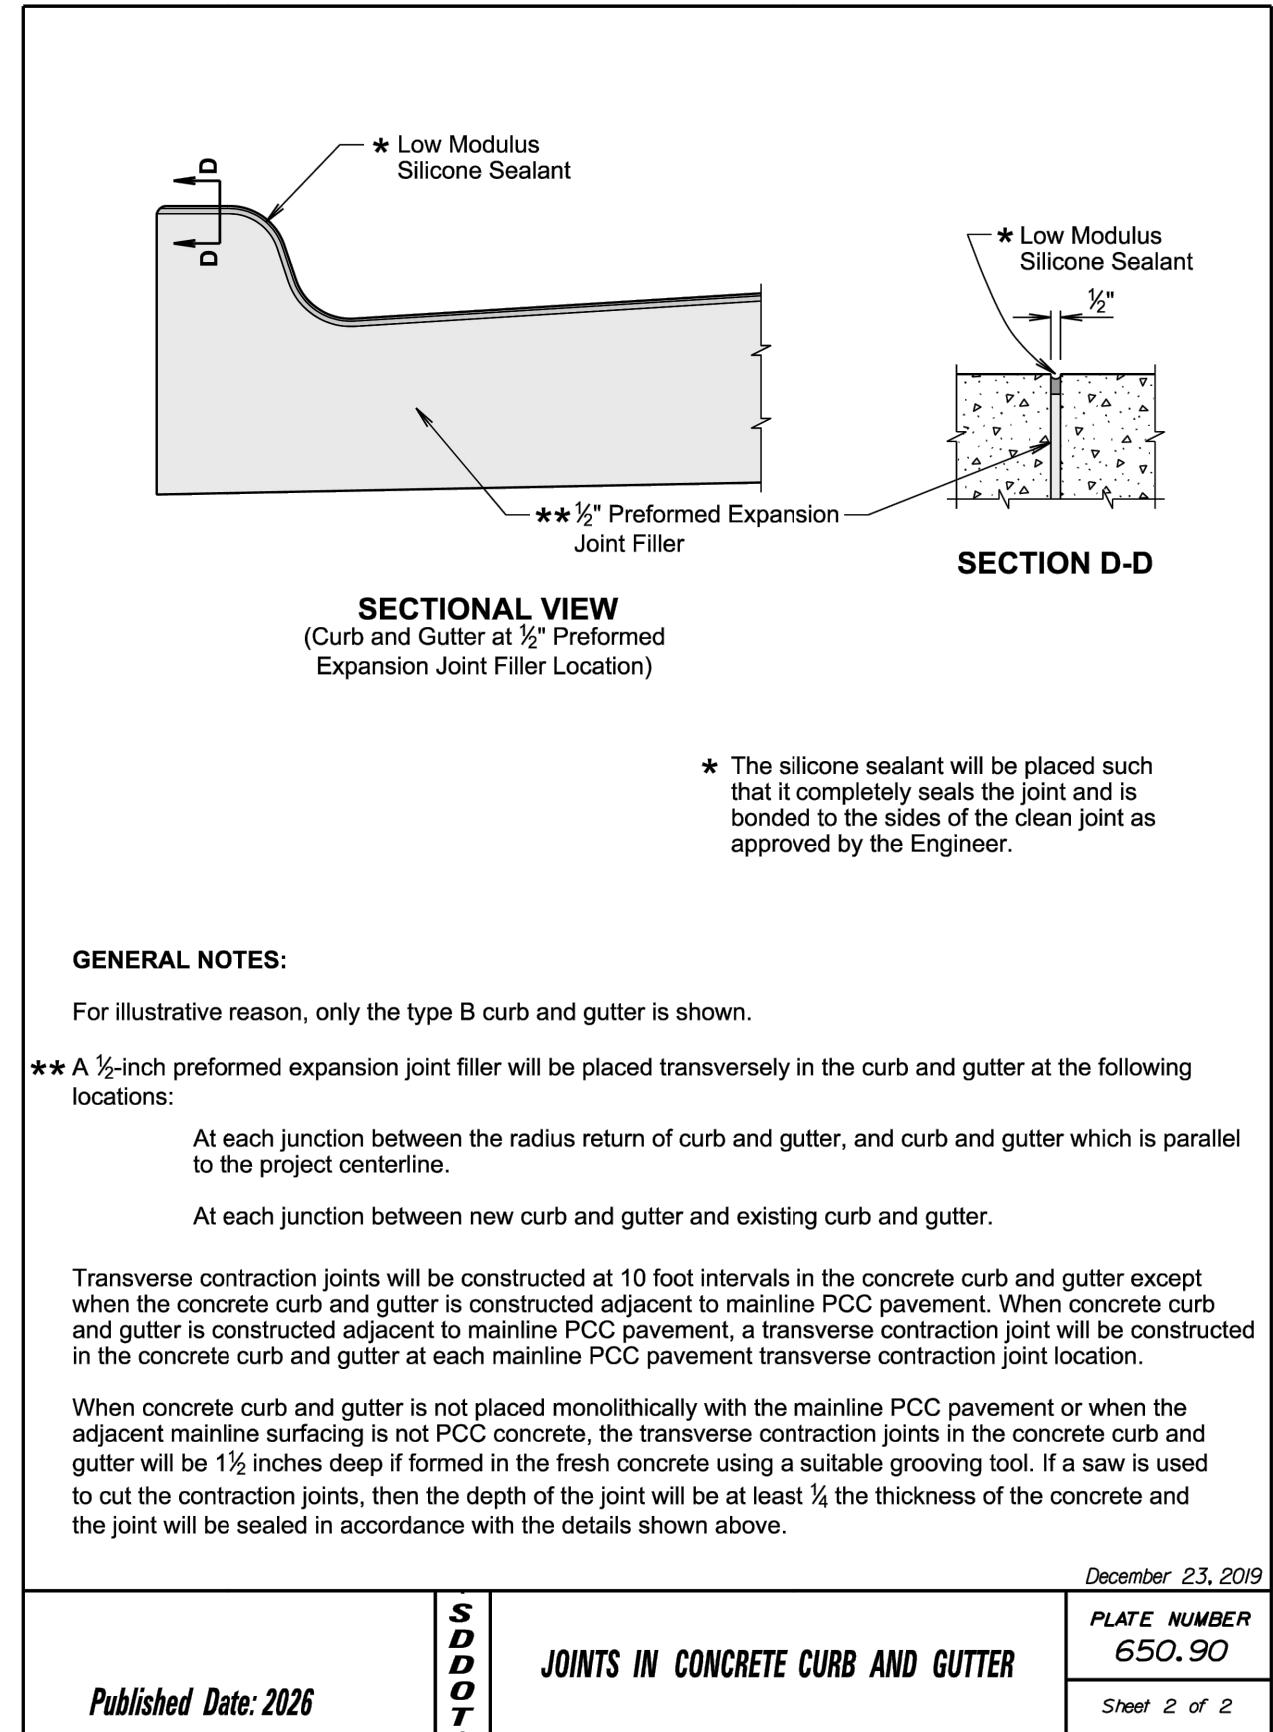 * Low Modulus
Silicone Sealant
D
D
* Low Modulus
Silicone Sealant
½"
** ½" Preformed Expansion
Joint Filler
SECTION D-D
SECTIONAL VIEW
(Curb and Gutter at ½" Preformed
Expansion Joint Filler Location)
* The silicone sealant will be placed such
that it completely seals the joint and is
bonded to the sides of the clean joint as
approved by the Engineer.
GENERAL NOTES:
For illustrative reason, only the type B curb and gutter is shown.
** A ½-inch preformed expansion joint filler will be placed transversely in the curb and gutter at the following
locations:
At each junction between the radius return of curb and gutter, and curb and gutter which is parallel
to the project centerline.
At each junction between new curb and gutter and existing curb and gutter.
Transverse contraction joints will be constructed at 10 foot intervals in the concrete curb and gutter except
when the concrete curb and gutter is constructed adjacent to mainline PCC pavement. When concrete curb
and gutter is constructed adjacent to mainline PCC pavement, a transverse contraction joint will be constructed
in the concrete curb and gutter at each mainline PCC pavement transverse contraction joint location.
When concrete curb and gutter is not placed monolithically with the mainline PCC pavement or when the
adjacent mainline surfacing is not PCC concrete, the transverse contraction joints in the concrete curb and
gutter will be 1½ inches deep if formed in the fresh concrete using a suitable grooving tool. If a saw is used
to cut the contraction joints, then the depth of the joint will be at least ¼ the thickness of the concrete and
the joint will be sealed in accordance with the details shown above.
December 23, 2019
Published Date: 2026
S
D
D
O
T
JOINTS IN CONCRETE CURB AND GUTTER
PLATE NUMBER
650.90
Sheet 2 of 2